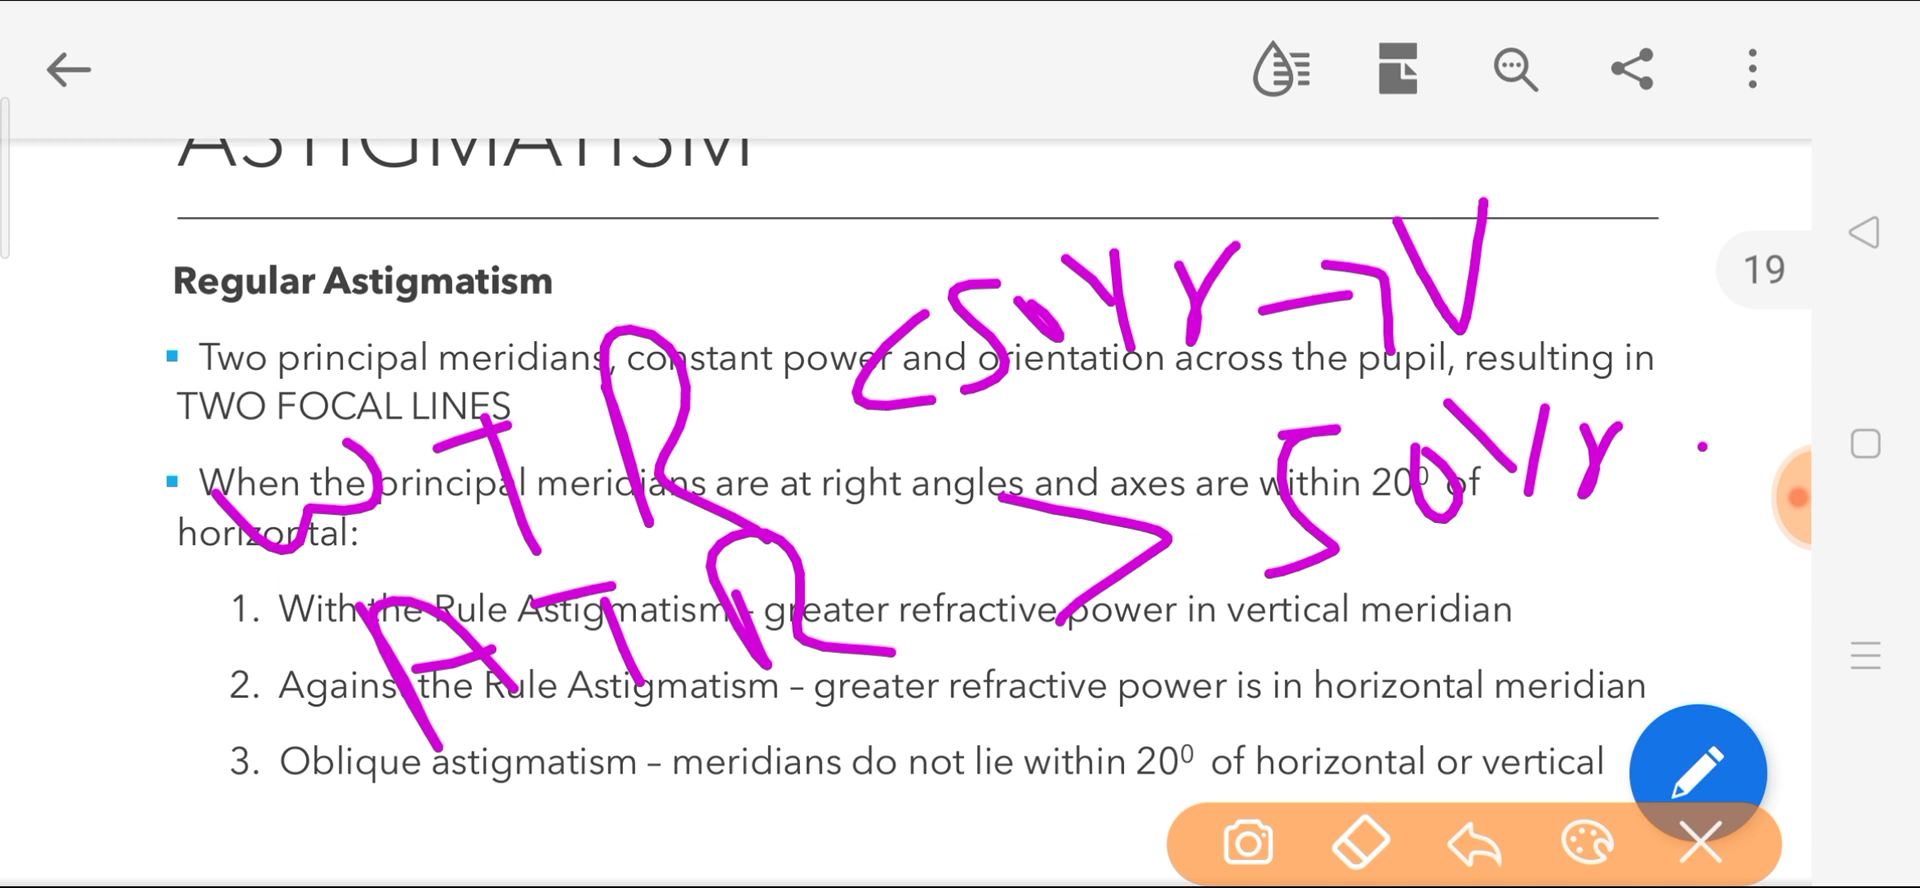 ASTIGMATISM
19
Regular Astigmatism
Two principal meridians, constant power and orientation across the pupil, resulting in
TWO FOCAL LINES
When the principal meridians are at right angles and axes are within 20⁰ of
horizontal:
1. With the Rule Astigmatism - greater refractive power in vertical meridian
2. Against the Rule Astigmatism – greater refractive power is in horizontal meridian
3. Oblique astigmatism – meridians do not lie within 20⁰ of horizontal or vertical
WTR <50yr → V
ATR > 50yr